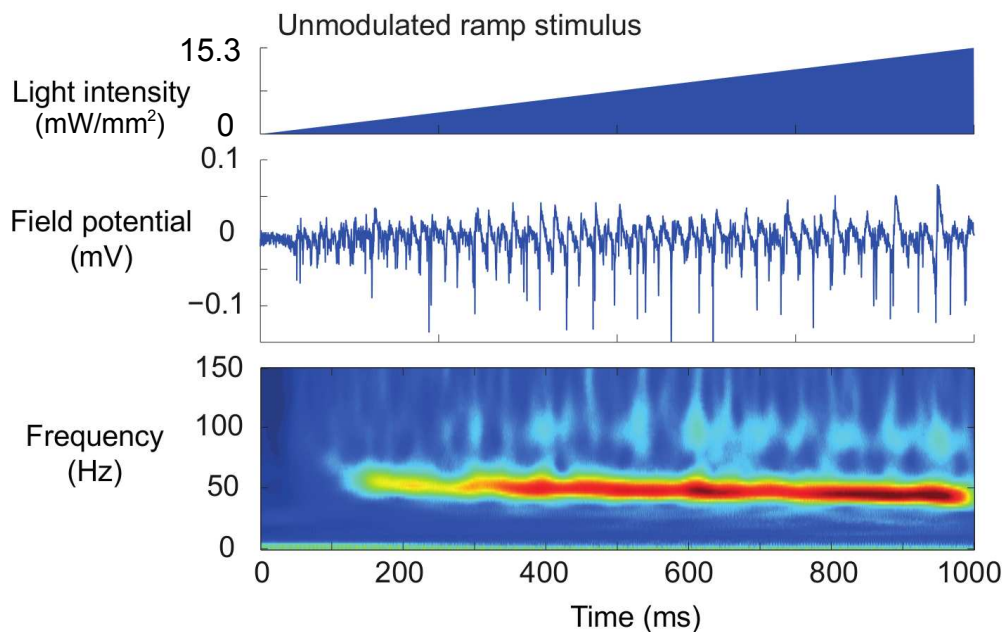 Unmodulated ramp stimulus
15.3
Light intensity
(mW/mm²)
0
0.1
Field potential
(mV)
0
−0.1
150
100
Frequency
(Hz)
50
0
0 200 400 600 800 1000
Time (ms)